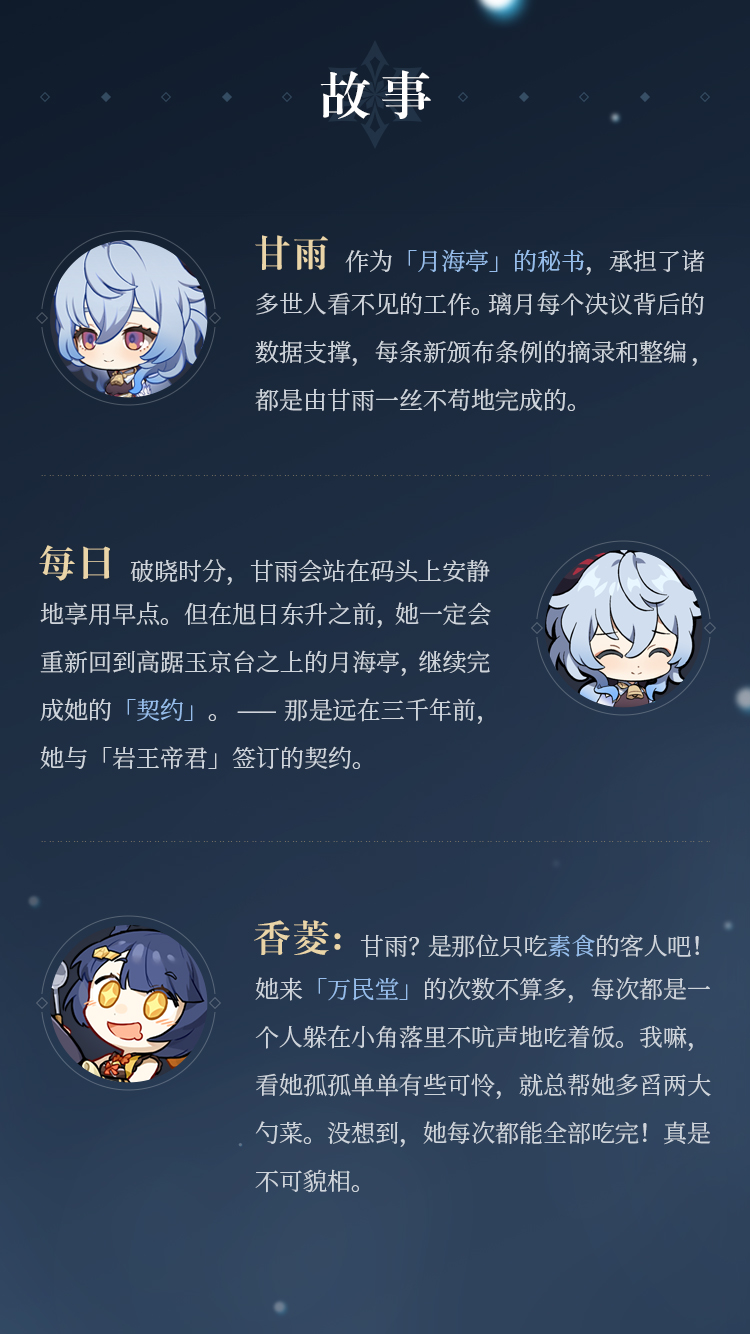 故事
甘雨 作为「月海亭」的秘书，承担了诸
多世人看不见的工作。璃月每个决议背后的
数据支撑，每条新颁布条例的摘录和整编，
都是由甘雨一丝不苟地完成的。
每日 破晓时分，甘雨会站在码头上安静
地享用早点。但在旭日东升之前，她一定会
重新回到高踞玉京台之上的月海亭，继续完
成她的「契约」。 —— 那是远在三千年前，
她与「岩王帝君」签订的契约。
香菱： 甘雨？是那位只吃素食的客人吧！
她来「万民堂」的次数不算多，每次都是一
个人躲在小角落里不吭声地吃着饭。我嘛，
看她孤孤单单有些可怜，就总帮她多舀两大
勺菜。没想到，她每次都能全部吃完！真是
不可貌相。